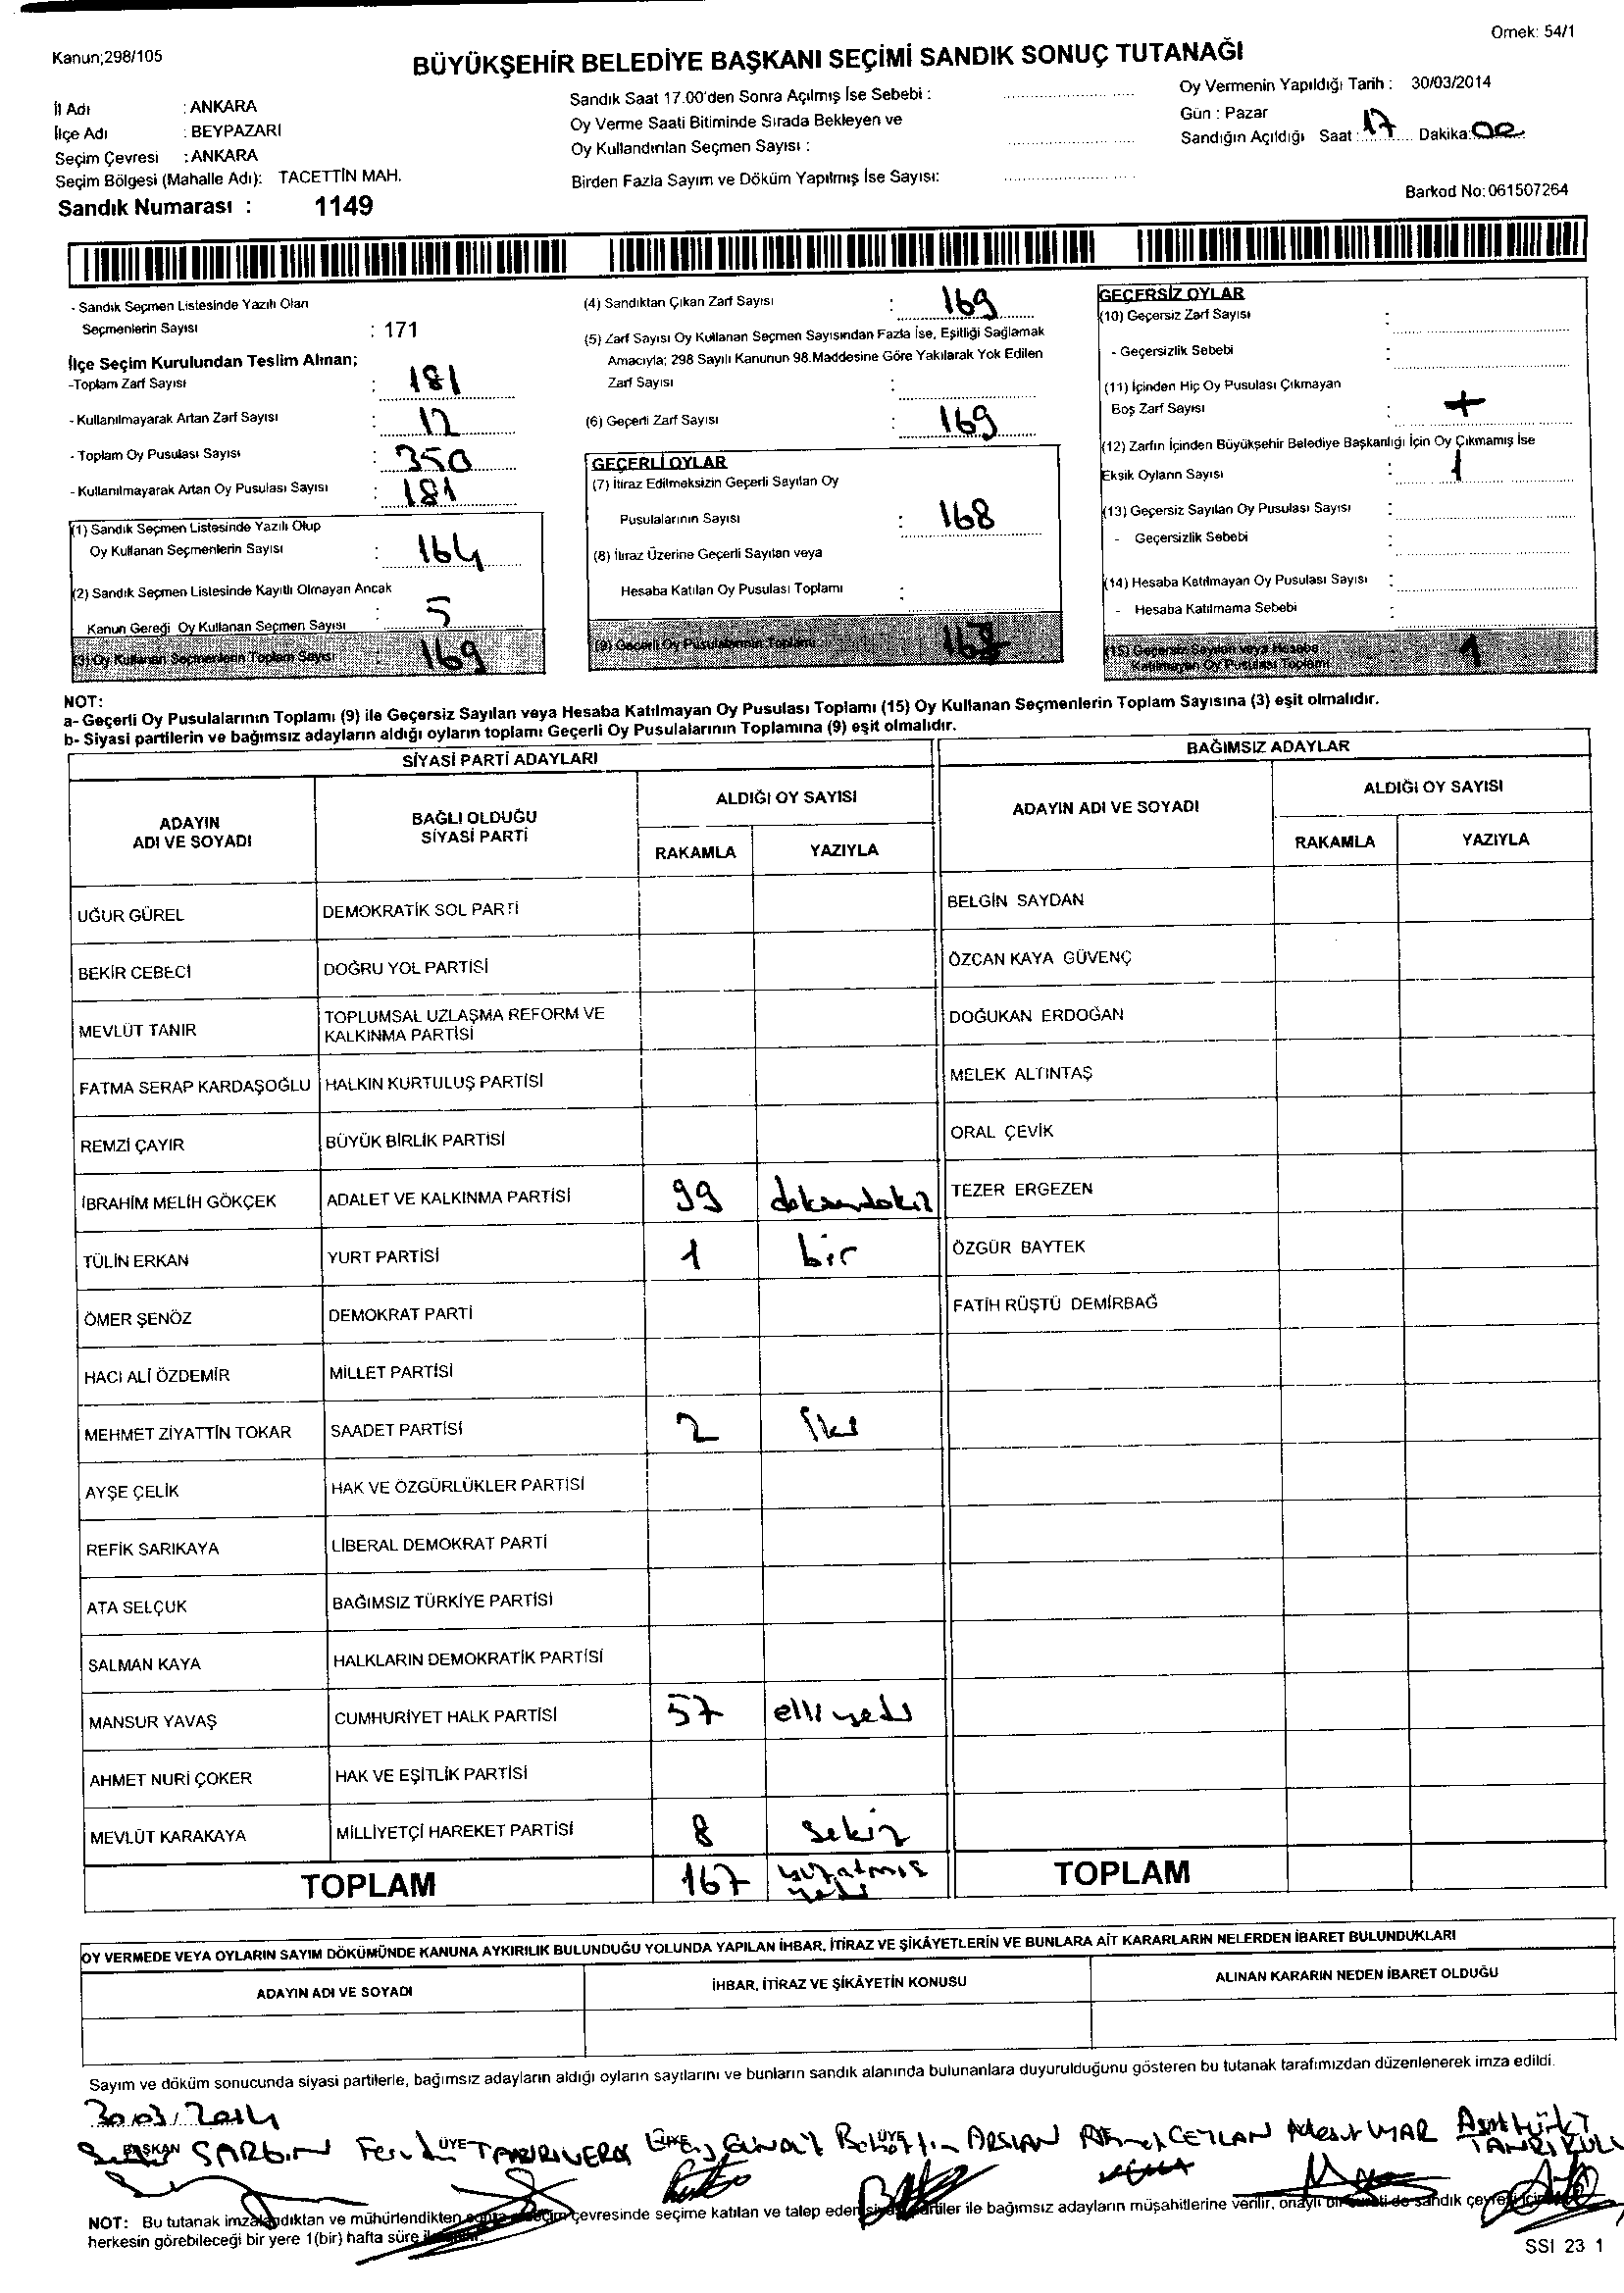 Kanun;298/105
Örnek: 54/1
BÜYÜKŞEHİR BELEDİYE BAŞKANI SEÇİMİ SANDIK SONUÇ TUTANAĞI
İl Adı : ANKARA
İlçe Adı : BEYPAZARI
Seçim Çevresi : ANKARA
Seçim Bölgesi (Mahalle Adı): TACETTİN MAH.
Sandık Numarası : 1149
Sandık Saat 17.00'den Sonra Açılmış İse Sebebi :
Oy Verme Saati Bitiminde Sırada Bekleyen ve
Oy Kullandırılan Seçmen Sayısı :
Birden Fazla Sayım ve Döküm Yapılmış İse Sayısı:
Oy Vermenin Yapıldığı Tarih : 30/03/2014
Gün : Pazar
Sandığın Açıldığı Saat : 17 Dakika: 00
Barkod No: 061507264
- Sandık Seçmen Listesinde Yazılı Olan
Seçmenlerin Sayısı : 171
İlçe Seçim Kurulundan Teslim Alınan;
-Toplam Zarf Sayısı : 181
- Kullanılmayarak Artan Zarf Sayısı : 12
- Toplam Oy Pusulası Sayısı : 350
- Kullanılmayarak Artan Oy Pusulası Sayısı : 181
(1) Sandık Seçmen Listesinde Yazılı Olup
Oy Kullanan Seçmenlerin Sayısı : 164
(2) Sandık Seçmen Listesinde Kayıtlı Olmayan Ancak
Kanun Gereği Oy Kullanan Seçmen Sayısı : 5
(3) Oy Kullanan Seçmenlerin Toplam Sayısı : 169
(4) Sandıktan Çıkan Zarf Sayısı : 169
(5) Zarf Sayısı Oy Kullanan Seçmen Sayısından Fazla İse, Eşitliği Sağlamak
Amacıyla; 298 Sayılı Kanunun 98.Maddesine Göre Yakılarak Yok Edilen
Zarf Sayısı :
(6) Geçerli Zarf Sayısı : 169
GEÇERLİ OYLAR
(7) İtiraz Edilmeksizin Geçerli Sayılan Oy
Pusulalarının Sayısı : 168
(8) İtiraz Üzerine Geçerli Sayılan veya
Hesaba Katılan Oy Pusulası Toplamı :
(9) Geçerli Oy Pusulalarının Toplamı
GEÇERSİZ OYLAR
(10) Geçersiz Zarf Sayısı :
- Geçersizlik Sebebi :
(11) İçinden Hiç Oy Pusulası Çıkmayan
Boş Zarf Sayısı :
(12) Zarfın İçinden Büyükşehir Belediye Başkanlığı İçin Oy Çıkmamış İse
Eksik Oyların Sayısı : 1
(13) Geçersiz Sayılan Oy Pusulası Sayısı :
- Geçersizlik Sebebi :
(14) Hesaba Katılmayan Oy Pusulası Sayısı :
- Hesaba Katılmama Sebebi :
(15) Geçersiz Sayılan veya Hesaba
Katılmayan Oy Pusulası Toplamı : 1
NOT:
a- Geçerli Oy Pusulalarının Toplamı (9) ile Geçersiz Sayılan veya Hesaba Katılmayan Oy Pusulası Toplamı (15) Oy Kullanan Seçmenlerin Toplam Sayısına (3) eşit olmalıdır.
b- Siyasi partilerin ve bağımsız adayların aldığı oyların toplamı Geçerli Oy Pusulalarının Toplamına (9) eşit olmalıdır.
SİYASİ PARTİ ADAYLARI
BAĞIMSIZ ADAYLAR
ADAYIN
ADI VE SOYADI
BAĞLI OLDUĞU
SİYASİ PARTİ
ALDIĞI OY SAYISI
RAKAMLA YAZIYLA
ADAYIN ADI VE SOYADI
ALDIĞI OY SAYISI
RAKAMLA YAZIYLA
UĞUR GÜREL DEMOKRATİK SOL PARTİ
BELGİN SAYDAN
BEKİR CEBECİ DOĞRU YOL PARTİSİ
ÖZCAN KAYA GÜVENÇ
MEVLÜT TANIR TOPLUMSAL UZLAŞMA REFORM VE
KALKINMA PARTİSİ
DOĞUKAN ERDOĞAN
FATMA SERAP KARDAŞOĞLU HALKIN KURTULUŞ PARTİSİ
MELEK ALTINTAŞ
REMZİ ÇAYIR BÜYÜK BİRLİK PARTİSİ
ORAL ÇEVİK
İBRAHİM MELİH GÖKÇEK ADALET VE KALKINMA PARTİSİ 99
TEZER ERGEZEN
TÜLİN ERKAN YURT PARTİSİ 1 bir
ÖZGÜR BAYTEK
ÖMER ŞENÖZ DEMOKRAT PARTİ
FATİH RÜŞTÜ DEMİRBAĞ
HACI ALİ ÖZDEMİR MİLLET PARTİSİ
MEHMET ZİYATTİN TOKAR SAADET PARTİSİ 2 iki
AYŞE ÇELİK HAK VE ÖZGÜRLÜKLER PARTİSİ
REFİK SARIKAYA LİBERAL DEMOKRAT PARTİ
ATA SELÇUK BAĞIMSIZ TÜRKİYE PARTİSİ
SALMAN KAYA HALKLARIN DEMOKRATİK PARTİSİ
MANSUR YAVAŞ CUMHURİYET HALK PARTİSİ 57 elli yedi
AHMET NURİ ÇOKER HAK VE EŞİTLİK PARTİSİ
MEVLÜT KARAKAYA MİLLİYETÇİ HAREKET PARTİSİ 8 sekiz
TOPLAM 167 yüzatmış
yedi
TOPLAM
OY VERMEDE VEYA OYLARIN SAYIM DÖKÜMÜNDE KANUNA AYKIRILIK BULUNDUĞU YOLUNDA YAPILAN İHBAR, İTİRAZ VE ŞİKÂYETLERİN VE BUNLARA AİT KARARLARIN NELERDEN İBARET BULUNDUKLARI
ADAYIN ADI VE SOYADI
İHBAR, İTİRAZ VE ŞİKÂYETİN KONUSU
ALINAN KARARIN NEDEN İBARET OLDUĞU
Sayım ve döküm sonucunda siyasi partilerle, bağımsız adayların aldığı oyların sayılarını ve bunların sandık alanında bulunanlara duyurulduğunu gösteren bu tutanak tarafımızdan düzenlenerek imza edildi.
30/03/2014
BAŞKAN ÜYE TANRIVERDİ ÜYE ÜYE ARSLAN CEYLAN Mesut UYAR
TANRIKULU
NOT: Bu tutanak imzalandıktan ve mühürlendikten sonra seçim çevresinde seçime katılan ve talep eden siyasi partiler ile bağımsız adayların müşahitlerine verilir, onaylı bir sureti de sandık çevresi için
herkesin görebileceği bir yere 1(bir) hafta süre ile
SSI 23 1